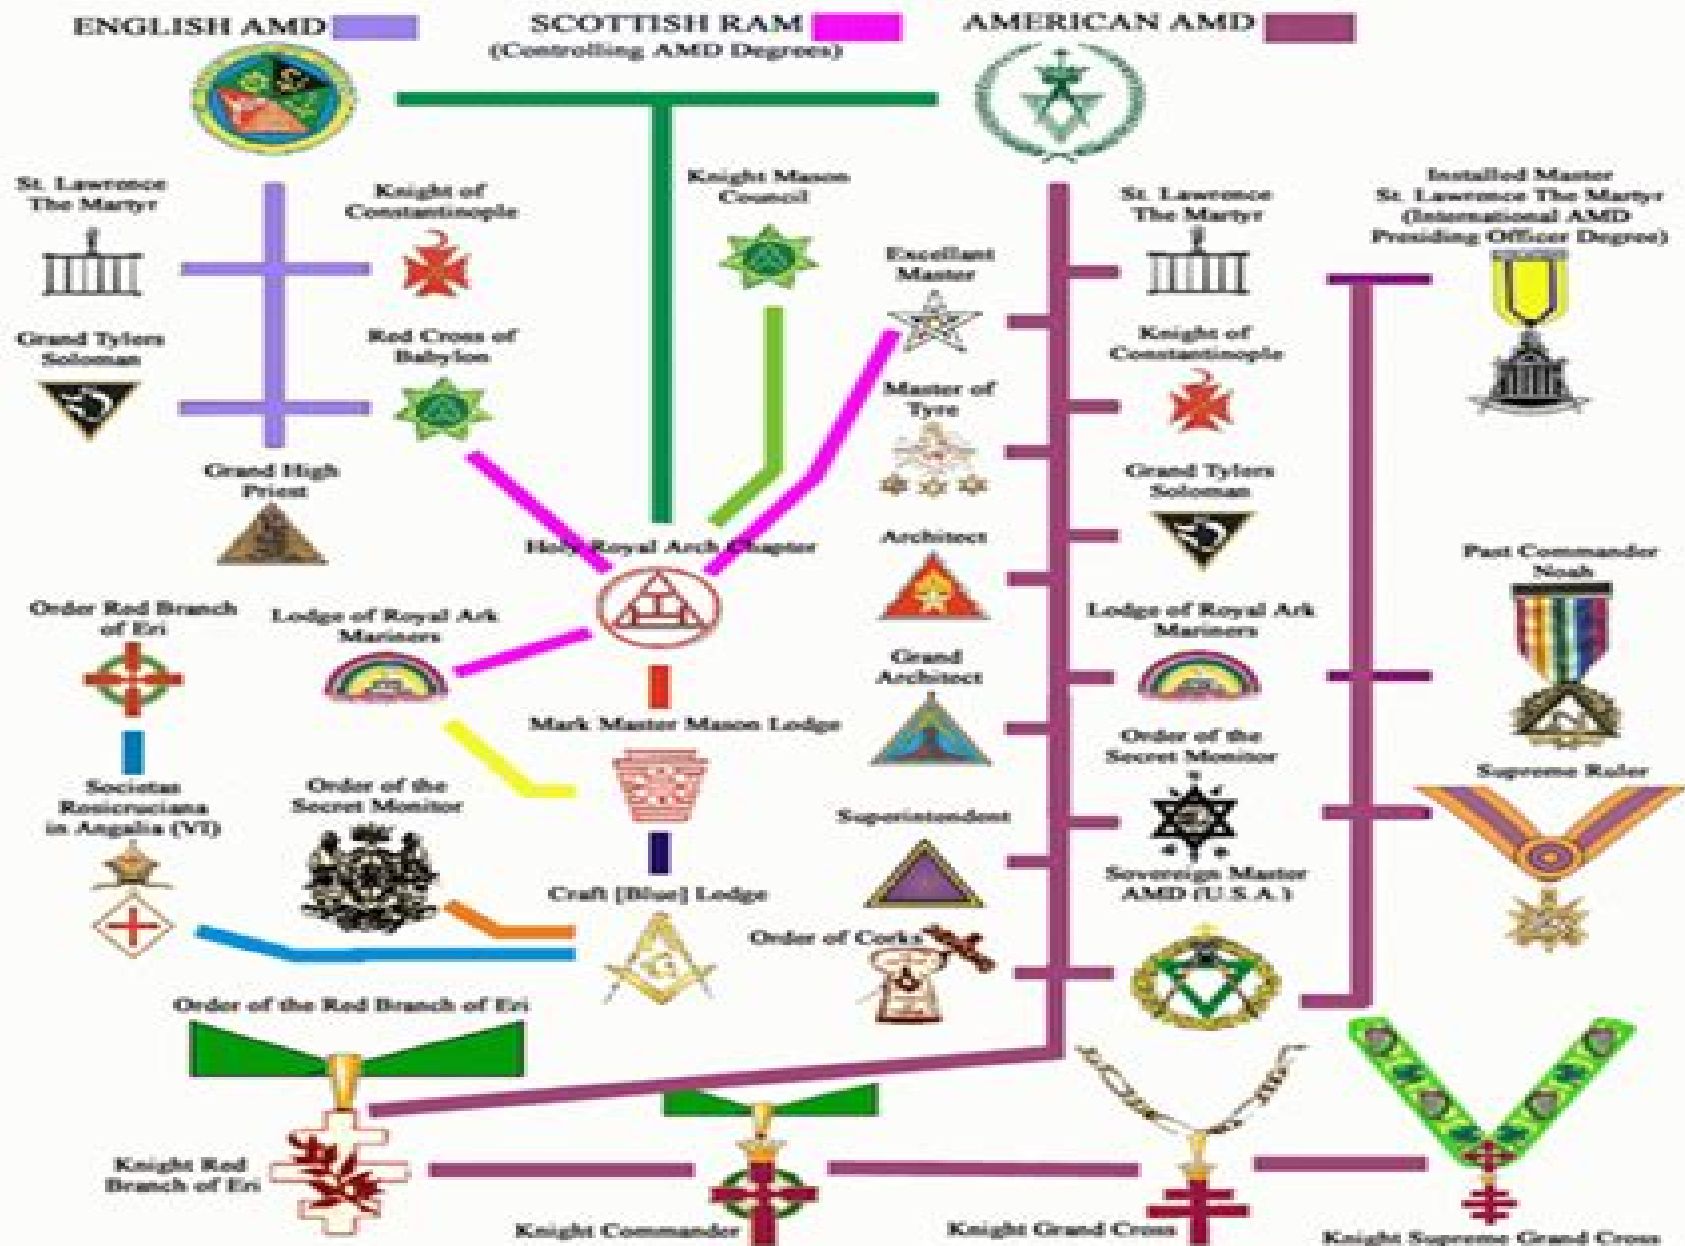 ENGLISH AMD
SCOTTISH RAM
(Controlling AMD Degrees)
AMERICAN AMD
St. Lawrence
The Martyr
Knight of
Constantinople
Grand Tylers
Soloman
Red Cross of
Babylon
Grand High
Priest
Knight Mason
Council
Excellant
Master
Master of
Tyre
Architect
Grand
Architect
Superintendent
Order of Corks
St. Lawrence
The Martyr
Knight of
Constantinople
Grand Tylers
Soloman
Lodge of Royal Ark
Mariners
Order of the
Secret Monitor
Sovereign Master
AMD (U.S.A.)
Installed Master
St. Lawrence The Martyr
(International AMD
Presiding Officer Degree)
Past Commander
Noah
Supreme Ruler
Holy Royal Arch Chapter
Order Red Branch
of Eri
Lodge of Royal Ark
Mariners
Mark Master Mason Lodge
Societas
Rosicruciana
in Angalia (VI)
Order of the
Secret Monitor
Craft [Blue] Lodge
G
Order of the Red Branch of Eri
Knight Red
Branch of Eri
Knight Commander
Knight Grand Cross
Knight Supreme Grand Cross